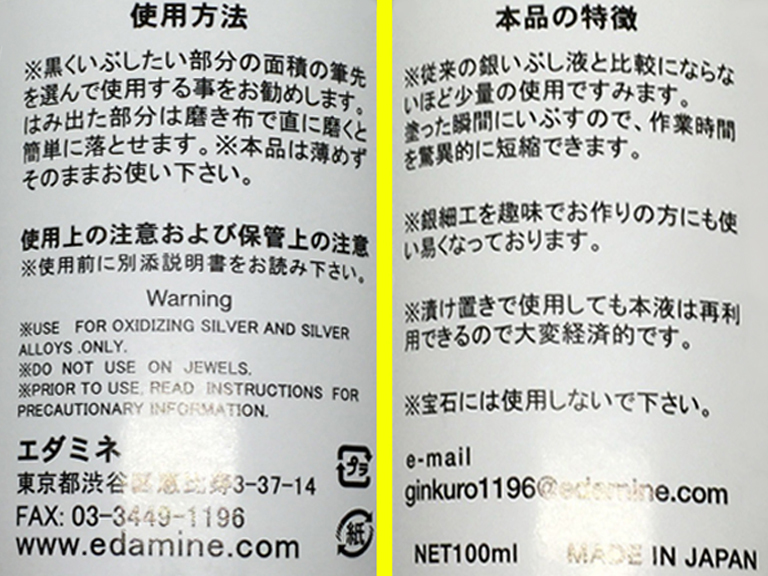 使用方法
※黒くいぶしたい部分の面積の筆先
を選んで使用する事をお勧めします。
はみ出た部分は磨き布で直に磨くと
簡単に落とせます。※本品は薄めず
そのままお使い下さい。
使用上の注意および保管上の注意
※使用前に別添説明書をお読み下さい。
Warning
※USE FOR OXIDIZING SILVER AND SILVER
ALLOYS .ONLY.
※DO NOT USE ON JEWELS.
※PRIOR TO USE, READ INSTRUCTIONS FOR
PRECAUTIONARY INFORMATION.
エダミネ
東京都渋谷区恵比寿3-37-14
FAX: 03-3449-1196
www.edamine.com
プラ
紙
本品の特徴
※従来の銀いぶし液と比較にならな
いほど少量の使用ですみます。
塗った瞬間にいぶすので、作業時間
を驚異的に短縮できます。
※銀細工を趣味でお作りの方にも使
い易くなっております。
※漬け置きで使用しても本液は再利
用できるので大変経済的です。
※宝石には使用しないで下さい。
e-mail
ginkuro1196@edamine.com
NET100ml MADE IN JAPAN